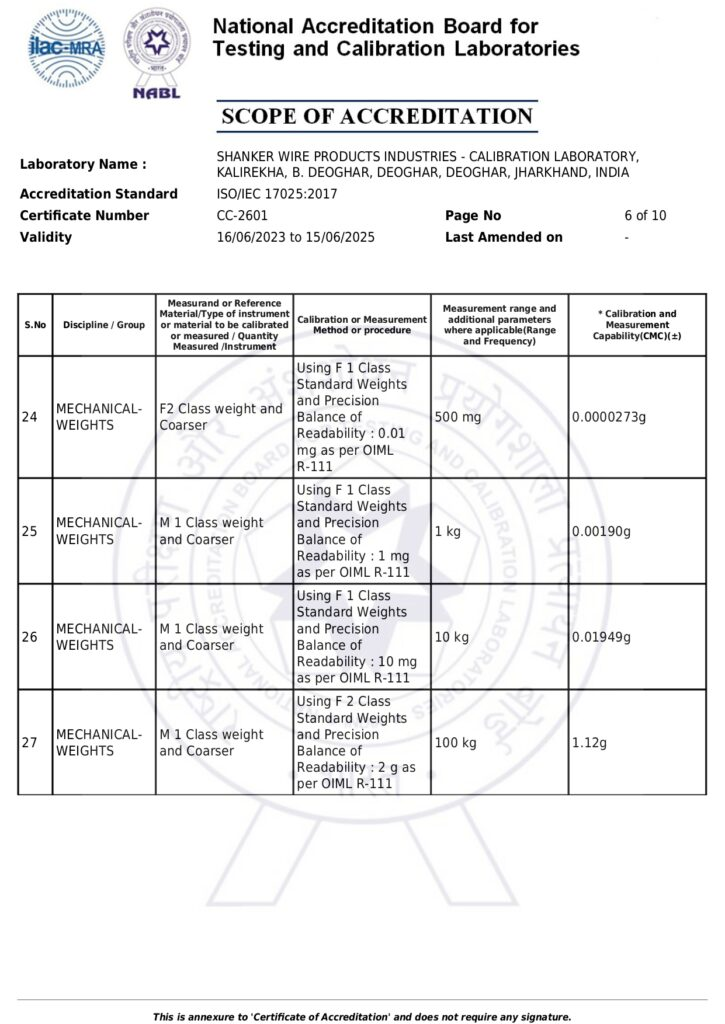 ilac-MRA
NABL
National Accreditation Board for
Testing and Calibration Laboratories
SCOPE OF ACCREDITATION
Laboratory Name :
SHANKER WIRE PRODUCTS INDUSTRIES - CALIBRATION LABORATORY,
KALIREKHA, B. DEOGHAR, DEOGHAR, DEOGHAR, JHARKHAND, INDIA
Accreditation Standard ISO/IEC 17025:2017
Certificate Number CC-2601 Page No 6 of 10
Validity 16/06/2023 to 15/06/2025 Last Amended on -
S.No
Discipline / Group
Measurand or Reference
Material/Type of instrument
or material to be calibrated
or measured / Quantity
Measured /Instrument
Calibration or Measurement
Method or procedure
Measurement range and
additional parameters
where applicable(Range
and Frequency)
* Calibration and
Measurement
Capability(CMC)(±)
24
MECHANICAL-
WEIGHTS
F2 Class weight and
Coarser
Using F 1 Class
Standard Weights
and Precision
Balance of
Readability : 0.01
mg as per OIML
R-111
500 mg
0.0000273g
25
MECHANICAL-
WEIGHTS
M 1 Class weight
and Coarser
Using F 1 Class
Standard Weights
and Precision
Balance of
Readability : 1 mg
as per OIML R-111
1 kg
0.00190g
26
MECHANICAL-
WEIGHTS
M 1 Class weight
and Coarser
Using F 1 Class
Standard Weights
and Precision
Balance of
Readability : 10 mg
as per OIML R-111
10 kg
0.01949g
27
MECHANICAL-
WEIGHTS
M 1 Class weight
and Coarser
Using F 2 Class
Standard Weights
and Precision
Balance of
Readability : 2 g as
per OIML R-111
100 kg
1.12g
This is annexure to 'Certificate of Accreditation' and does not require any signature.